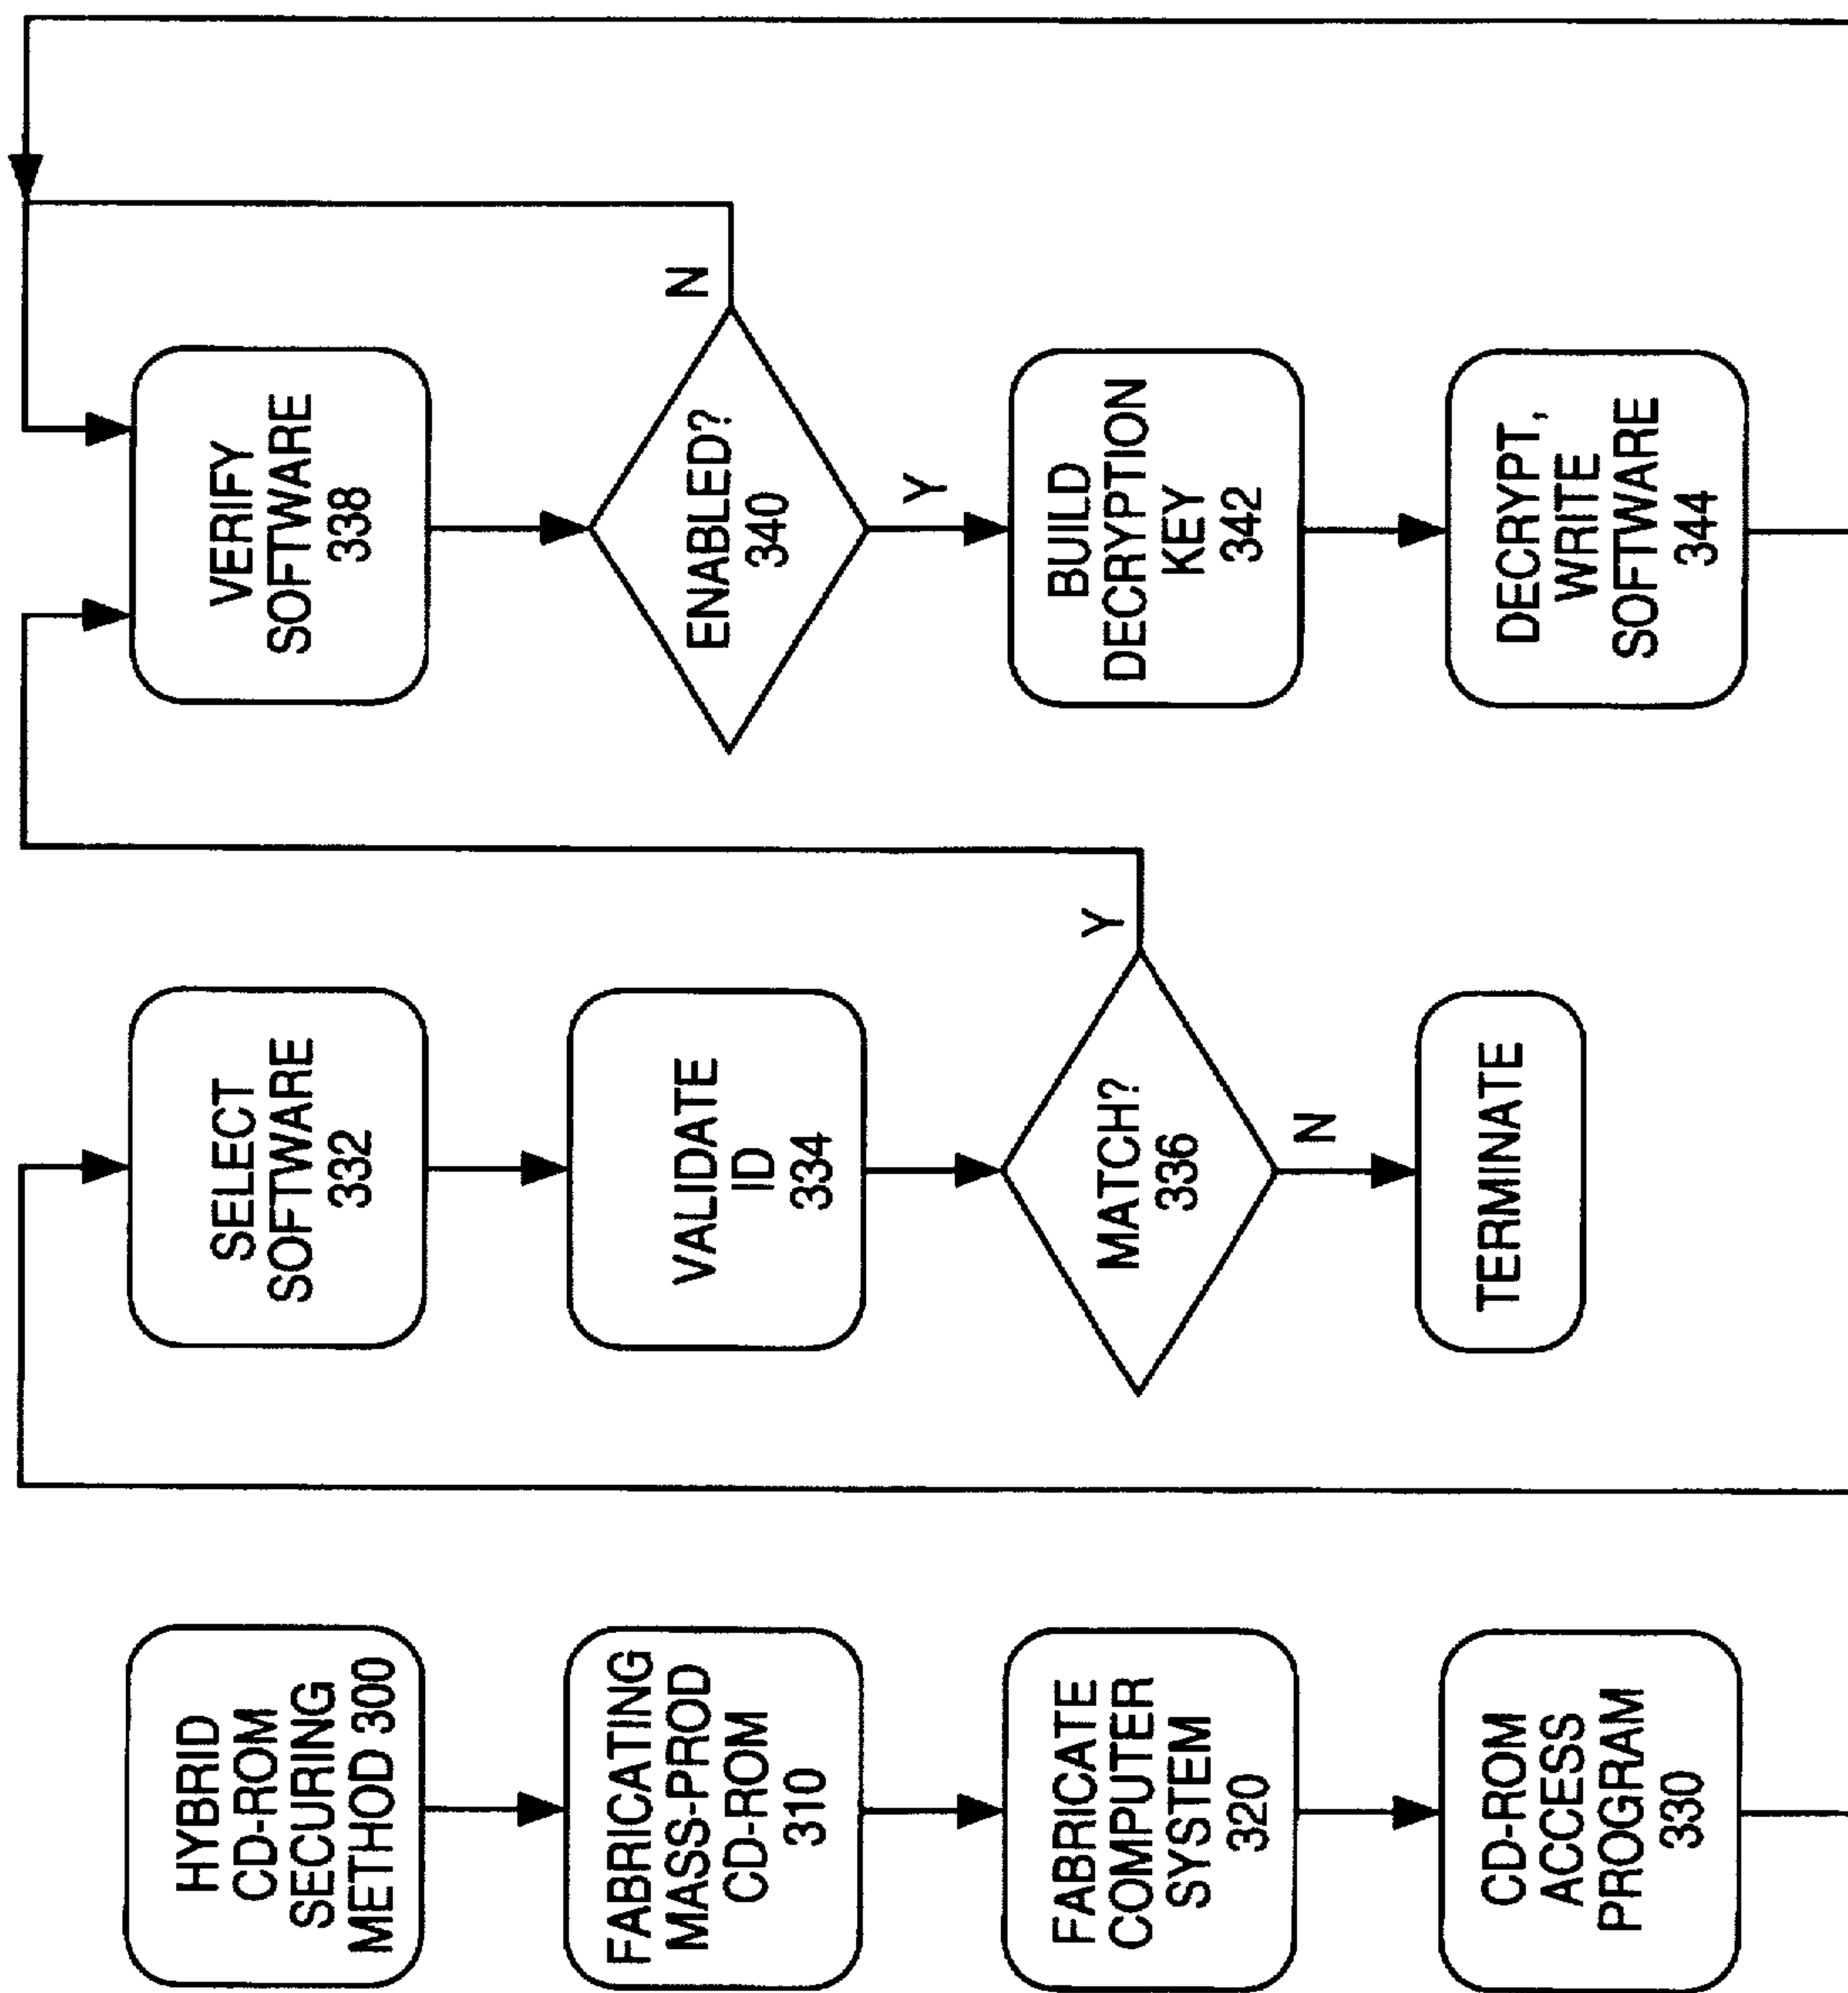 HYBRID
CD-ROM
SECURING
METHOD 300
FABRICATING
MASS-PROD
CD-ROM
310
FABRICATE
COMPUTER
SYSTEM
320
CD-ROM
ACCESS
PROGRAM
330
SELECT
SOFTWARE
332
VALIDATE
ID
334
MATCH?
336
Y
N
TERMINATE
VERIFY
SOFTWARE
338
ENABLED?
340
N
Y
BUILD
DECRYPTION
KEY
342
DECRYPT,
WRITE
SOFTWARE
344